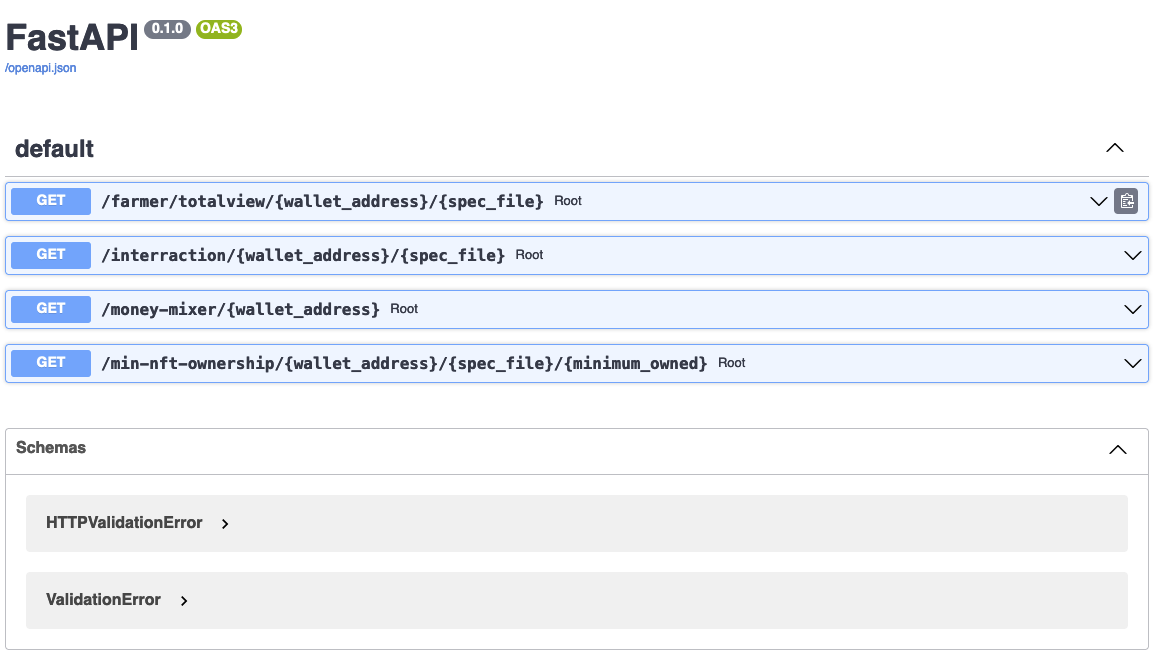 FastAPI 0.1.0 OAS3
/openapi.json
default
GET /farmer/totalview/{wallet_address}/{spec_file} Root
GET /interraction/{wallet_address}/{spec_file} Root
GET /money-mixer/{wallet_address} Root
GET /min-nft-ownership/{wallet_address}/{spec_file}/{minimum_owned} Root
Schemas
HTTPValidationError
ValidationError